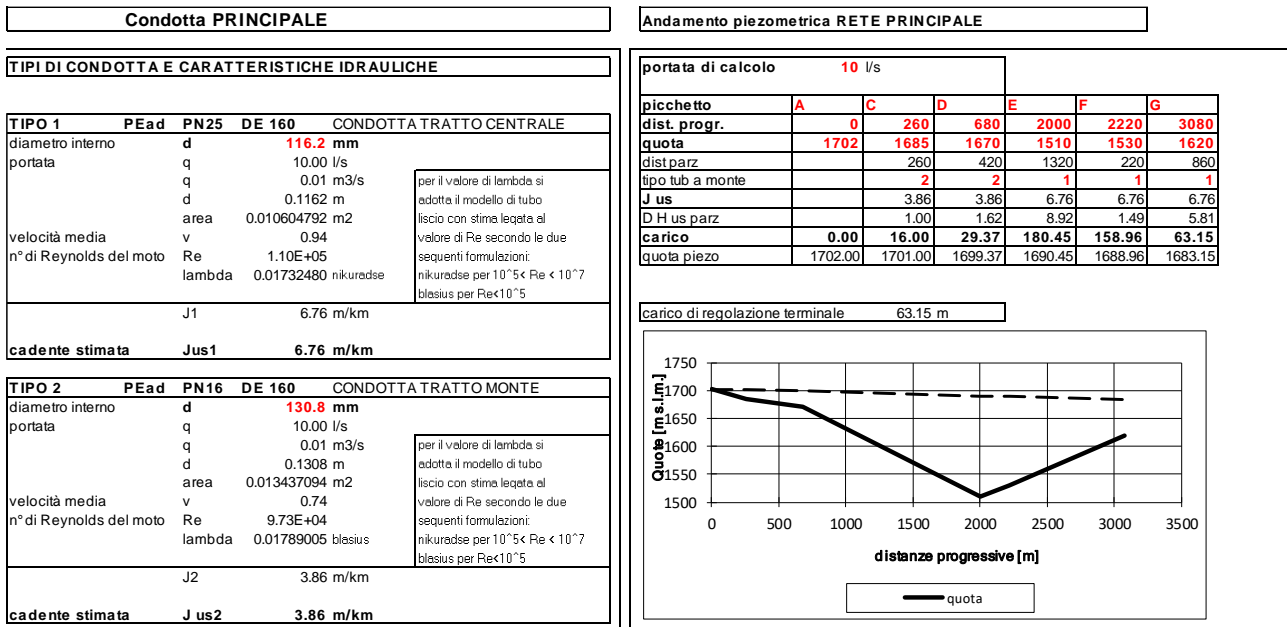 Condotta PRINCIPALE
TIPI DI CONDOTTA E CARATTERISTICHE IDRAULICHE
TIPO 1 PEad PN25 DE 160 CONDOTTA TRATTO CENTRALE
diametro interno d 116.2 mm
portata q 10.00 l/s
q 0.01 m3/s
d 0.1162 m
area 0.010604792 m2
velocità media v 0.94
n° di Reynolds del moto Re 1.10E+05
lambda 0.01732480 nikuradse
per il valore di lambda si
adotta il modello di tubo
liscio con stima legata al
valore di Re secondo le due
seguenti formulazioni:
nikuradse per 10^5< Re < 10^7
blasius per Re<10^5
J1 6.76 m/km
cadente stimata Jus1 6.76 m/km
TIPO 2 PEad PN16 DE 160 CONDOTTA TRATTO MONTE
diametro interno d 130.8 mm
portata q 10.00 l/s
q 0.01 m3/s
d 0.1308 m
area 0.013437094 m2
velocità media v 0.74
n° di Reynolds del moto Re 9.73E+04
lambda 0.01789005 blasius
per il valore di lambda si
adotta il modello di tubo
liscio con stima legata al
valore di Re secondo le due
seguenti formulazioni:
nikuradse per 10^5< Re < 10^7
blasius per Re<10^5
J2 3.86 m/km
cadente stimata J us2 3.86 m/km
Andamento piezometrica RETE PRINCIPALE
portata di calcolo 10 l/s
picchetto A C D E F G
dist. progr. 0 260 680 2000 2220 3080
quota 1702 1685 1670 1510 1530 1620
dist parz 260 420 1320 220 860
tipo tub a monte 2 2 1 1 1
J us 3.86 3.86 6.76 6.76 6.76
D H us parz 1.00 1.62 8.92 1.49 5.81
carico 0.00 16.00 29.37 180.45 158.96 63.15
quota piezo 1702.00 1701.00 1699.37 1690.45 1688.96 1683.15
carico di regolazione terminale 63.15 m
Quote [m s.l.m.]
1750
1700
1650
1600
1550
1500
0 500 1000 1500 2000 2500 3000 3500
distanze progressive [m]
quota